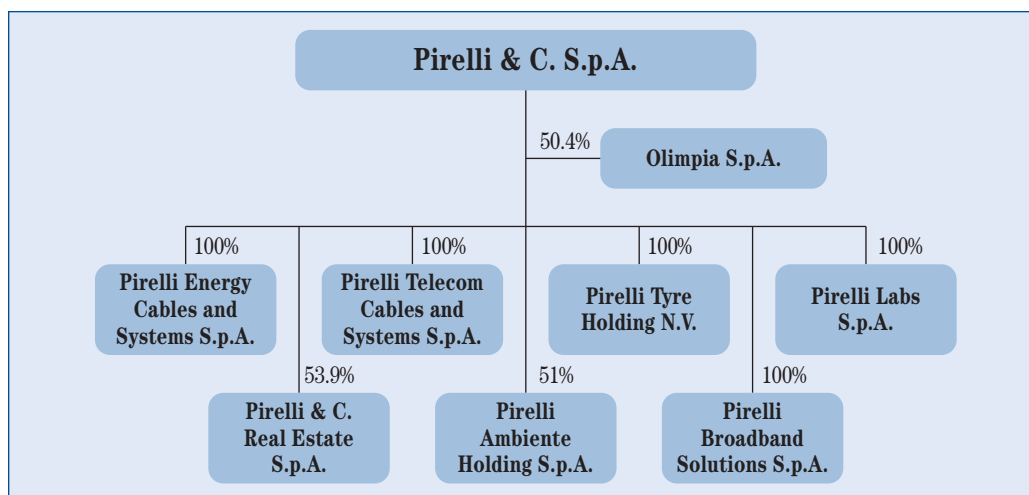 Pirelli & C. S.p.A.
50.4%
Olimpia S.p.A.
100%
100%
100%
100%
Pirelli Energy
Cables and
Systems S.p.A.
Pirelli Telecom
Cables and
Systems S.p.A.
Pirelli Tyre
Holding N.V.
Pirelli Labs
S.p.A.
53.9%
51%
100%
Pirelli & C.
Real Estate
S.p.A.
Pirelli
Ambiente
Holding S.p.A.
Pirelli
Broadband
Solutions S.p.A.